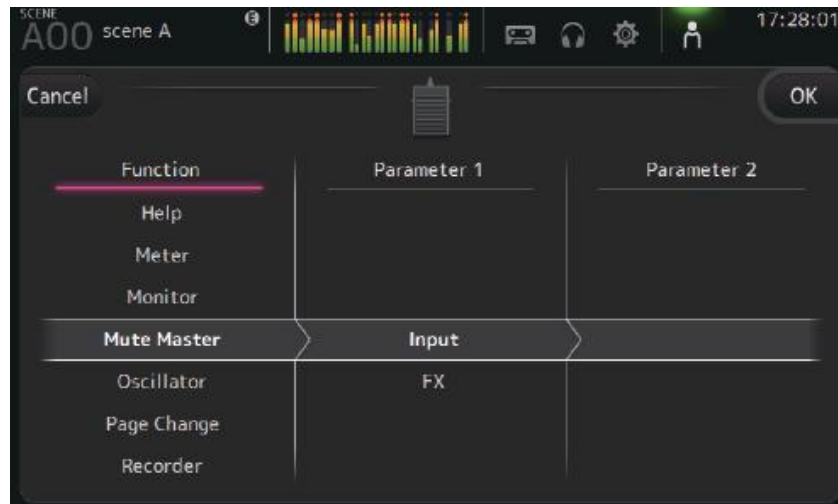 SCENE
A00 scene A E 17:28:01
Cancel OK
Function Parameter 1 Parameter 2
Help
Meter
Monitor
Mute Master Input
Oscillator FX
Page Change
Recorder